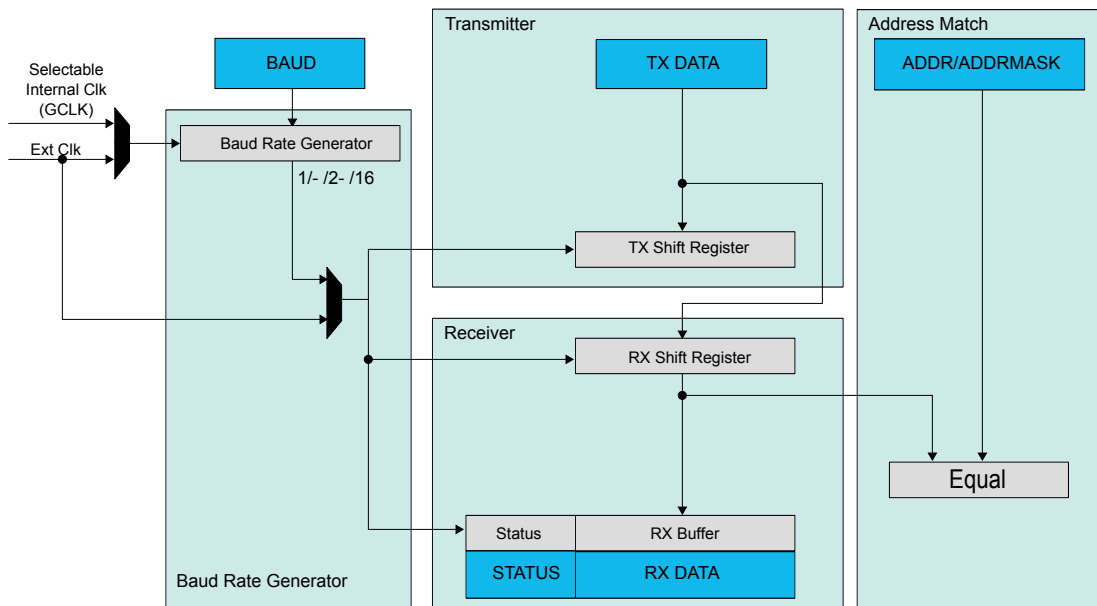 Transmitter
Address Match
BAUD
TX DATA
ADDR/ADDRMASK
Selectable
Internal Clk
(GCLK)
Ext Clk
Baud Rate Generator
1/- /2- /16
TX Shift Register
Receiver
RX Shift Register
Equal
Status
RX Buffer
STATUS
RX DATA
Baud Rate Generator